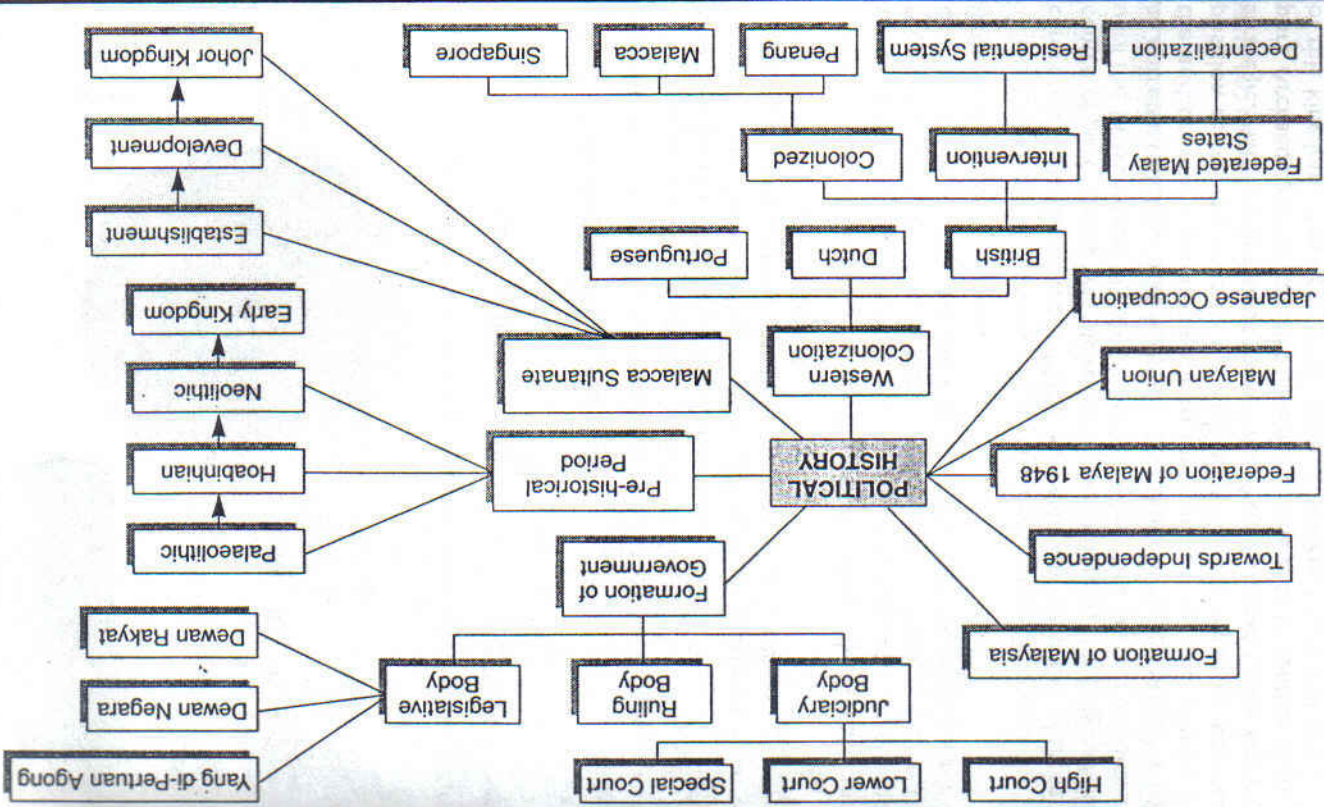 High Court
Lower Court
Special Court
Yang di-Pertuan Agong
Judiciary
Body
Ruling
Body
Legislative
Body
Dewan Negara
Dewan Rakyat
Formation of Malaysia
Formation of
Government
Towards Independence
Palaeolithic
Federation of Malaya 1948
POLITICAL
HISTORY
Pre-historical
Period
Hoabinhian
Malayan Union
Western
Colonization
Malacca Sultanate
Neolithic
Japanese Occupation
Early Kingdom
British
Dutch
Portuguese
Establishment
Federated Malay
States
Intervention
Colonized
Development
Decentralization
Residential System
Penang
Malacca
Singapore
Johor Kingdom